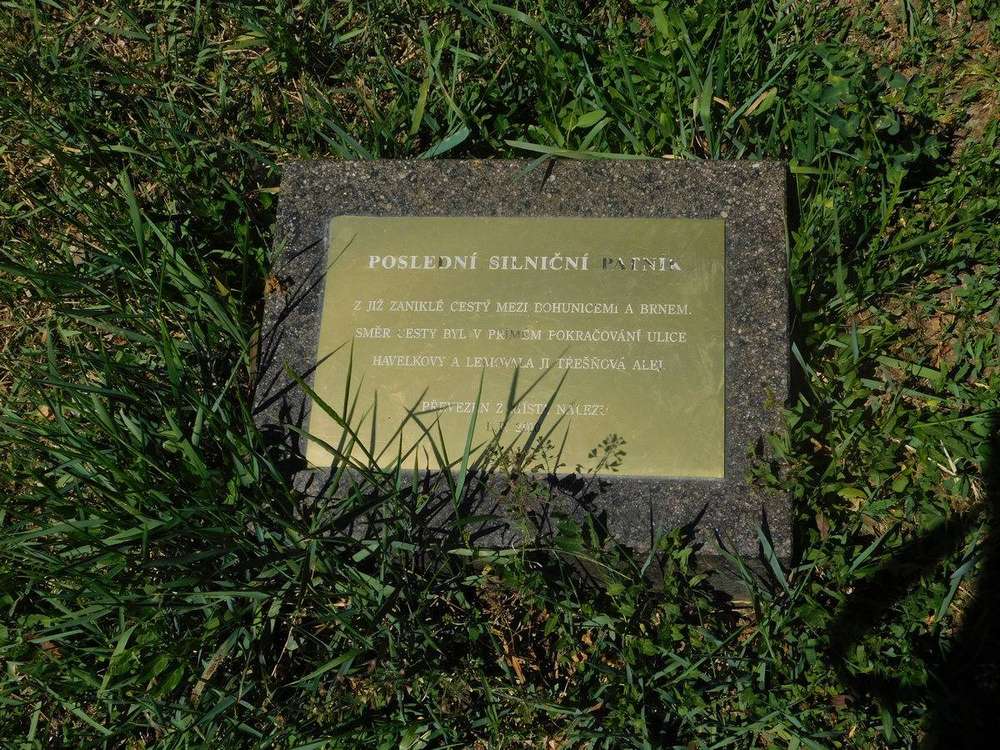 POSLEDNÍ SILNIČNÍ PATNÍK
Z JIŽ ZANIKLÉ CESTY MEZI BOHUNICEMI A BRNEM.
SMĚR CESTY BYL V PŘÍMÉM POKRAČOVÁNÍ ULICE
HAVELKOVY A LEMOVALA JI TŘEŠŇOVÁ ALEJ.
PŘEVEZEN Z MÍSTA NÁLEZU